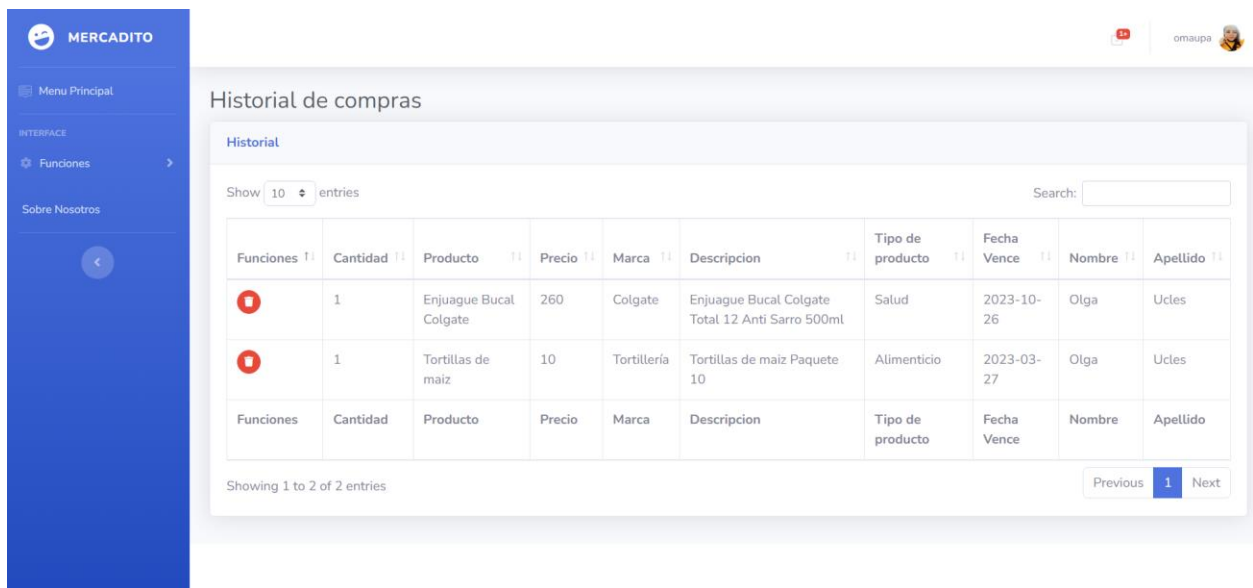 MERCADITO
1+
omaupa
Menu Principal
INTERFACE
Funciones
Sobre Nosotros
Historial de compras
Historial
Show 10 entries
Search:
Funciones Cantidad Producto Precio Marca Descripcion Tipo de producto Fecha Vence Nombre Apellido
1 Enjuague Bucal Colgate 260 Colgate Enjuague Bucal Colgate Total 12 Anti Sarro 500ml Salud 2023-10-26 Olga Ucles
1 Tortillas de maiz 10 Tortillería Tortillas de maiz Paquete 10 Alimenticio 2023-03-27 Olga Ucles
Funciones Cantidad Producto Precio Marca Descripcion Tipo de producto Fecha Vence Nombre Apellido
Showing 1 to 2 of 2 entries
Previous 1 Next